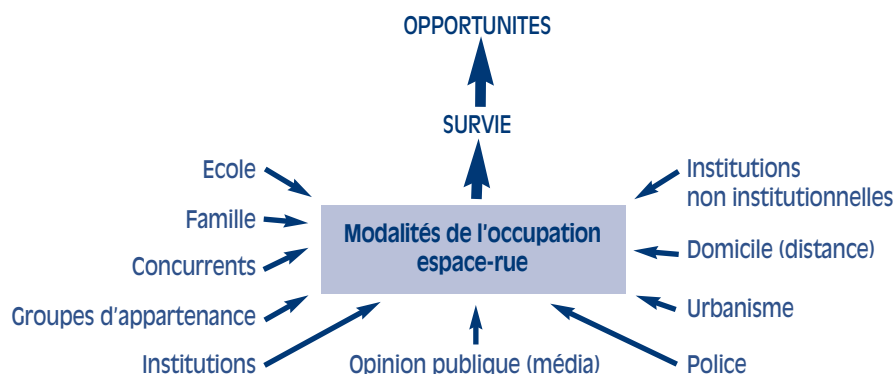 OPPORTUNITES
SURVIE
Ecole
Famille
Concurrents
Groupes d'appartenance
Institutions
Modalités de l'occupation
espace-rue
Opinion publique (média)
Institutions
non institutionnelles
Domicile (distance)
Urbanisme
Police